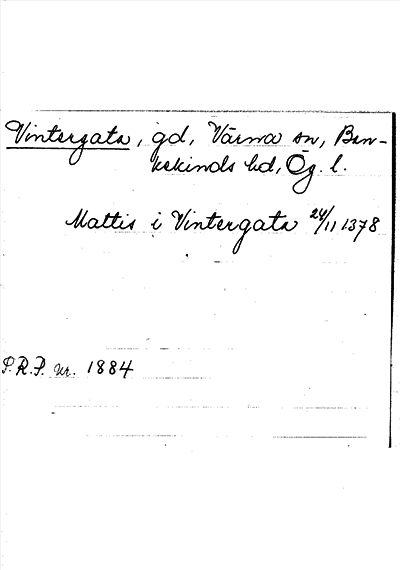 Vintergata, gd, Värna sn, Ban-
kekinds hd, Ög. l.
Mattis i Vintergata 24/11 1378
S.R.P. nr. 1884